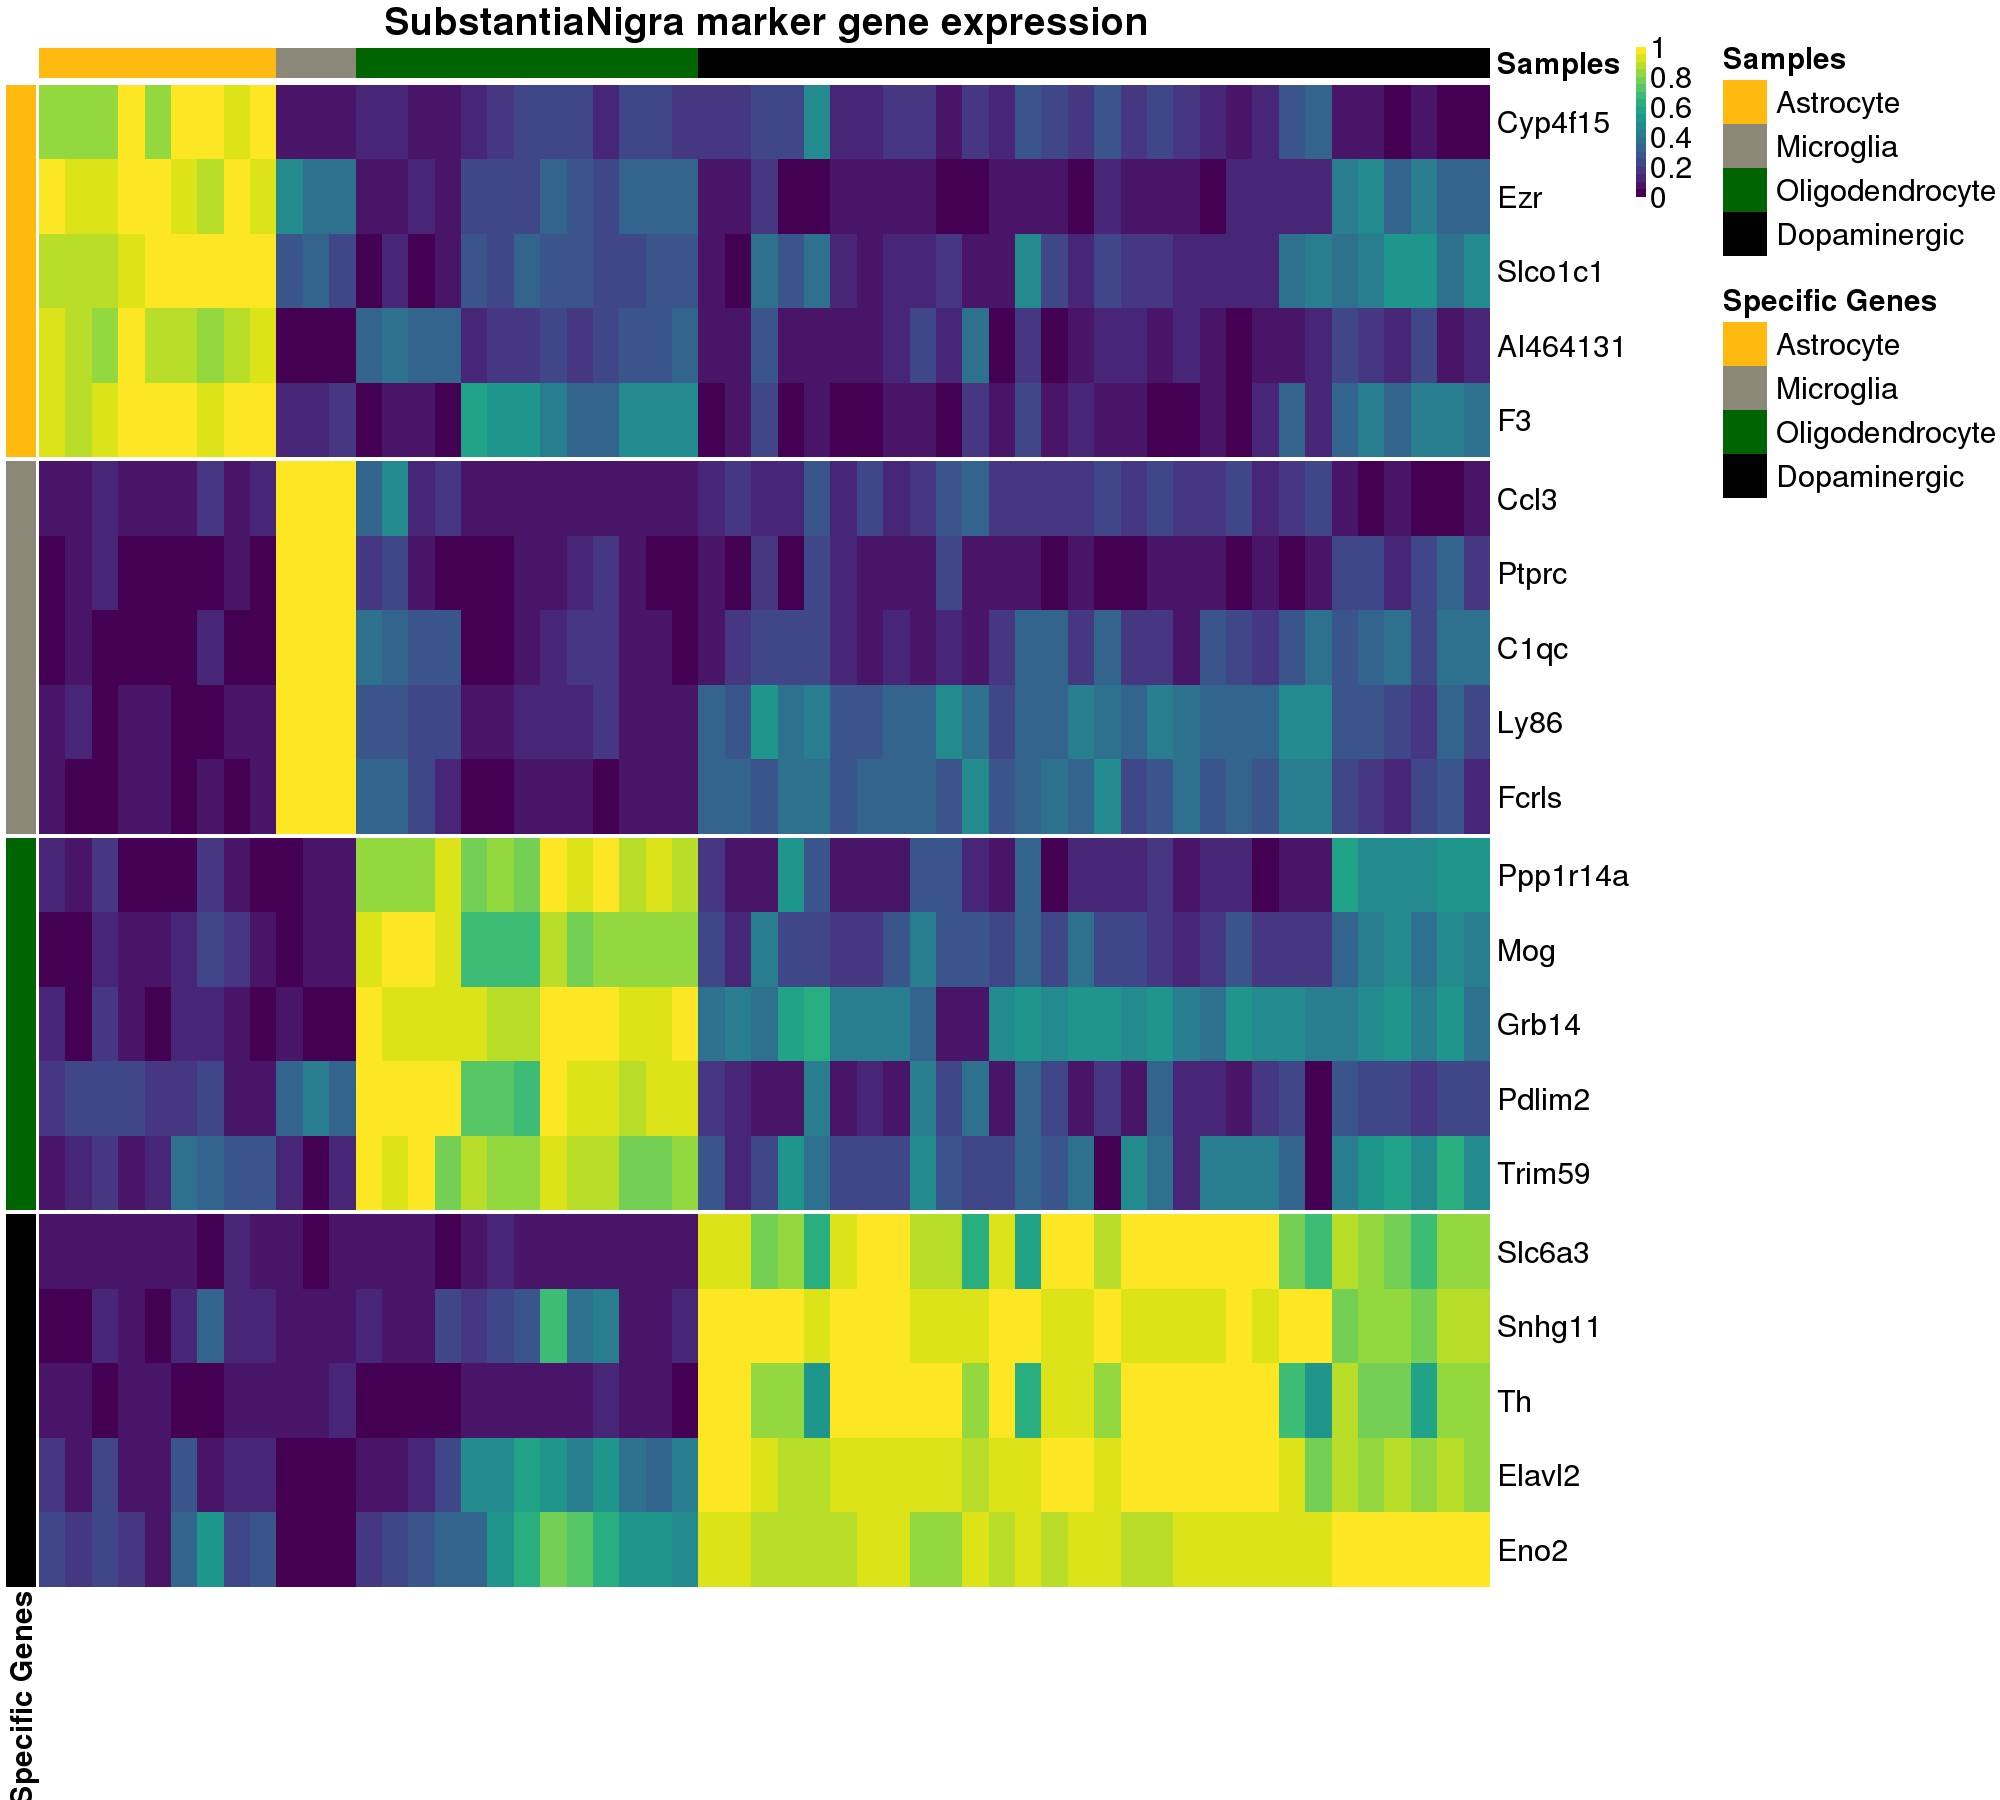 SubstantiaNigra marker gene expression
Samples
Cyp4f15
Ezr
Slco1c1
AI464131
F3
Ccl3
Ptprc
C1qc
Ly86
Fcrls
Ppp1r14a
Mog
Grb14
Pdlim2
Trim59
Slc6a3
Snhg11
Th
Elavl2
Eno2
Specific Genes
1
0.8
0.6
0.4
0.2
0
Samples
Astrocyte
Microglia
Oligodendrocyte
Dopaminergic
Specific Genes
Astrocyte
Microglia
Oligodendrocyte
Dopaminergic